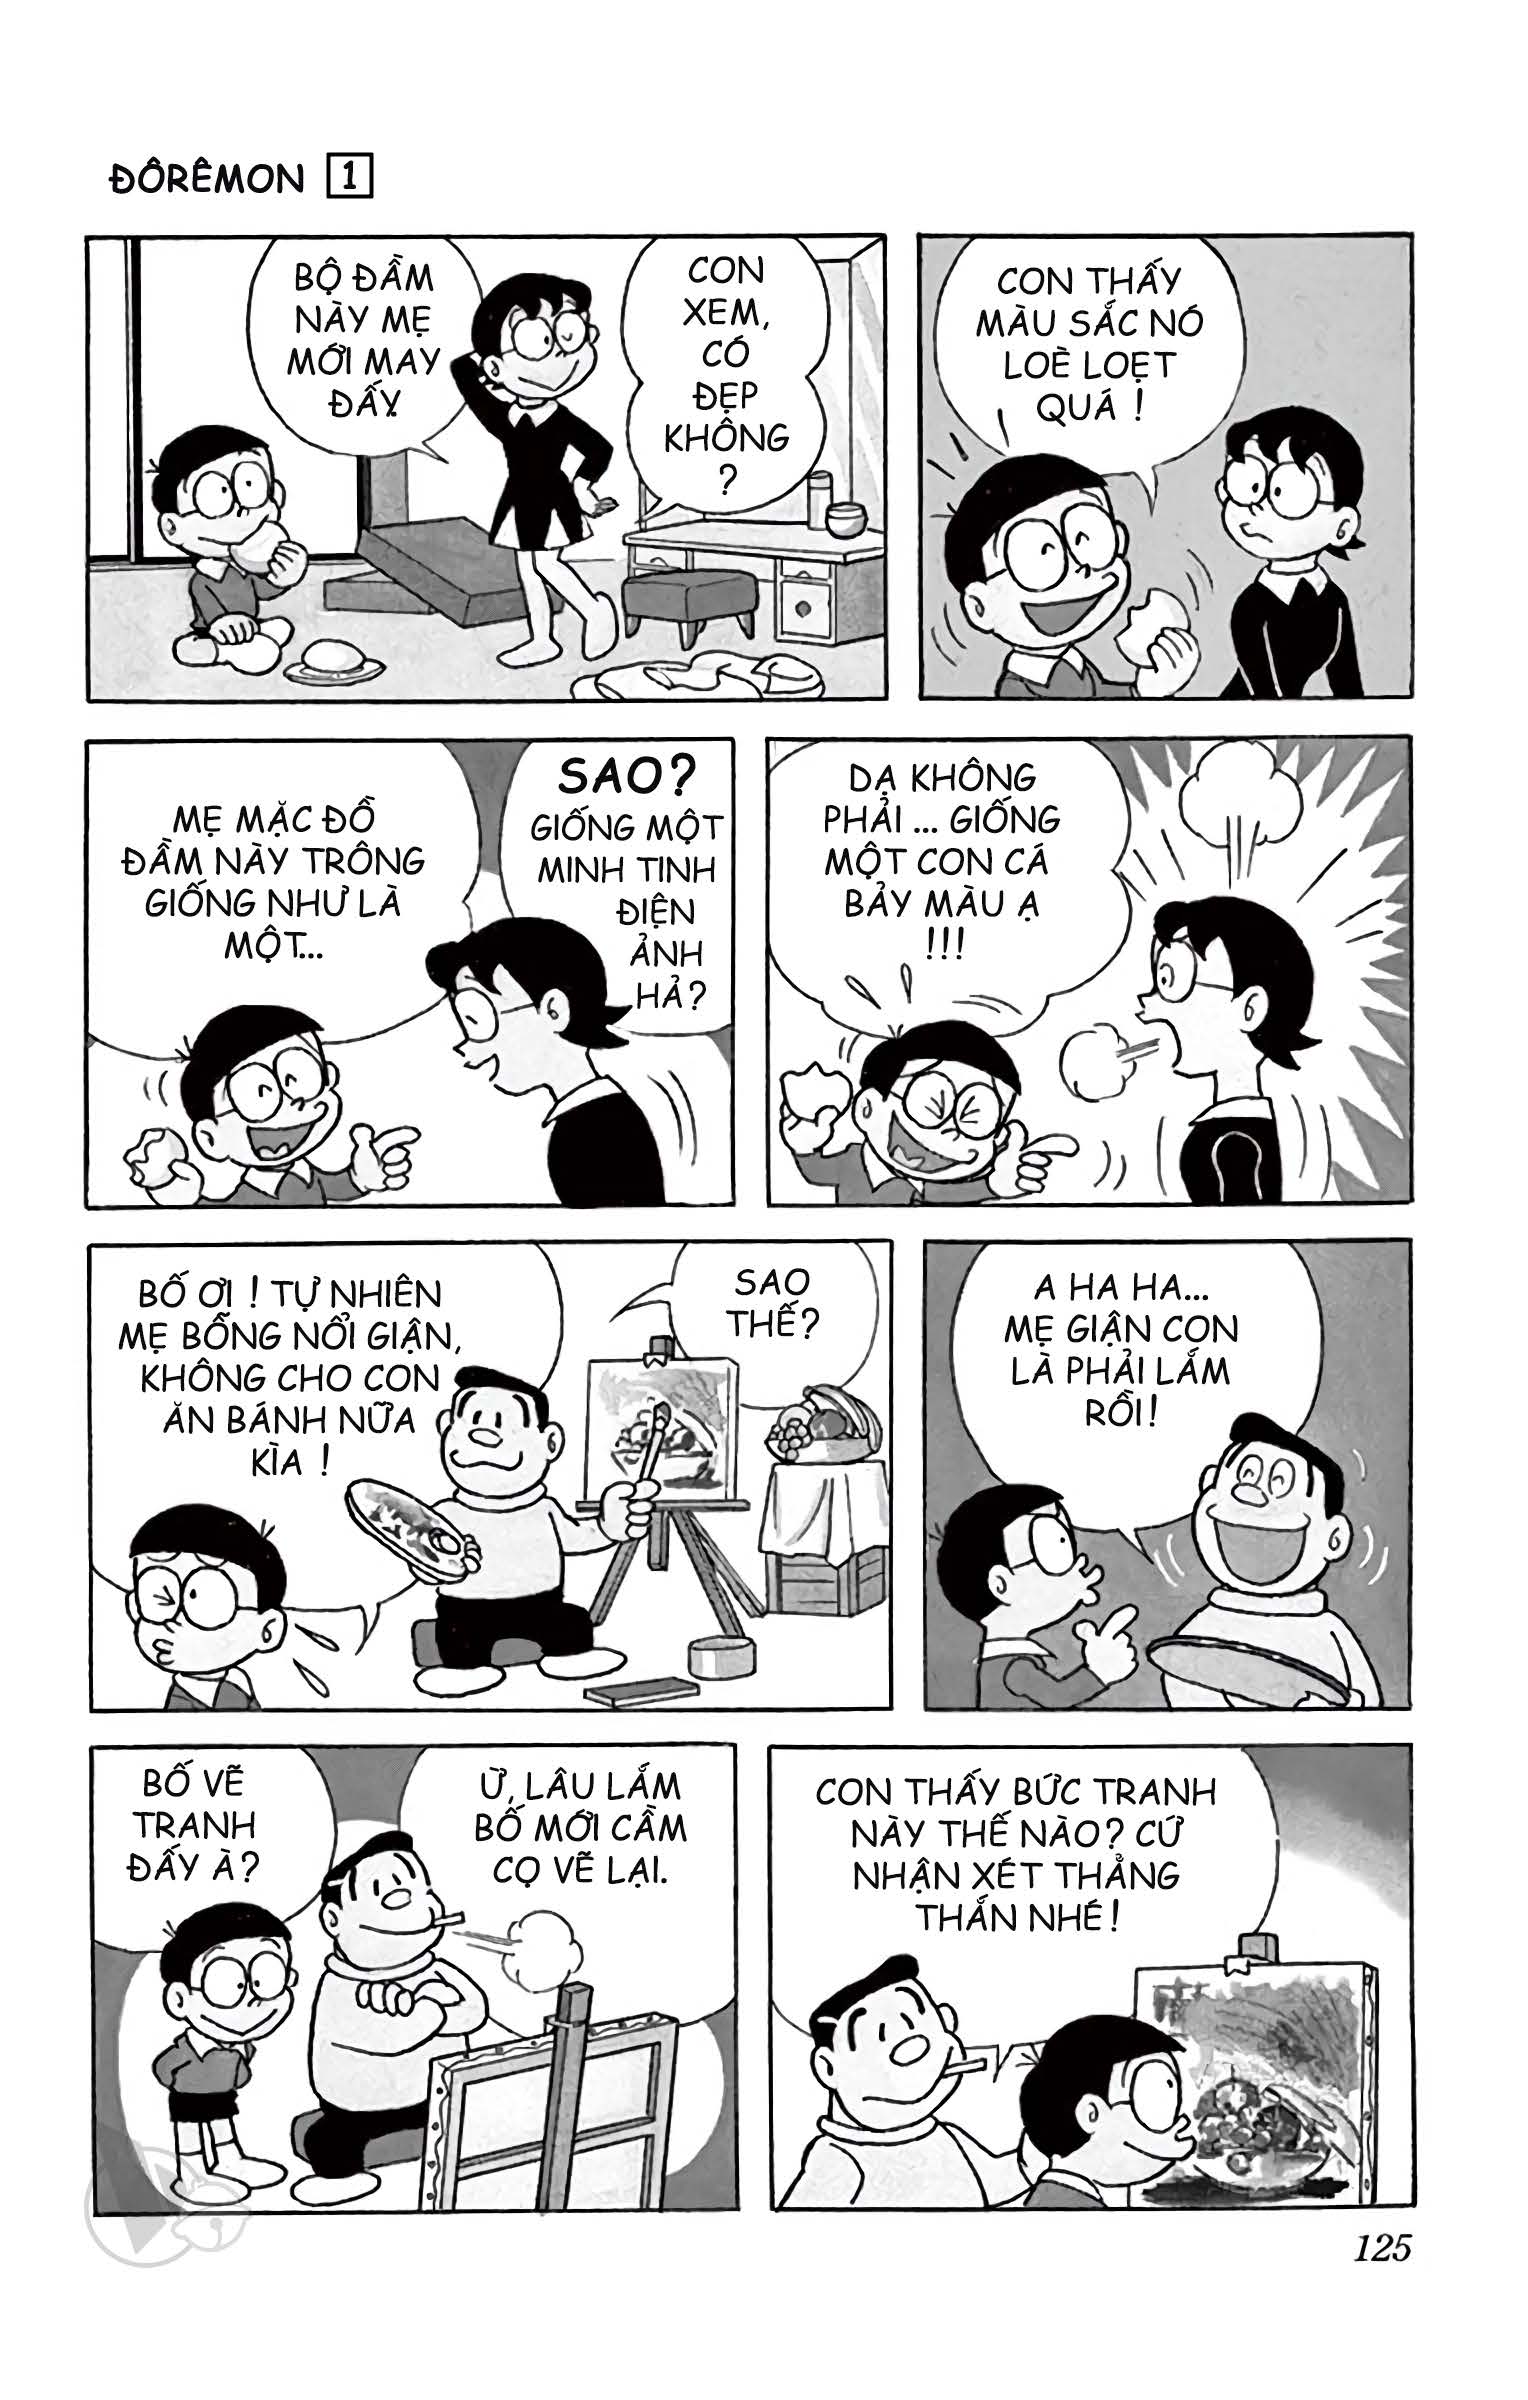 ĐÔRÊMON 1
BỘ ĐẦM
NÀY MẸ
MỚI MAY
ĐẤY.
CON
XEM,
CÓ
ĐẸP
KHÔNG
?
CON THẤY
MÀU SẮC NÓ
LOÈ LOẸT
QUÁ !
MẸ MẶC ĐỒ
ĐẦM NÀY TRÔNG
GIỐNG NHƯ LÀ
MỘT...
SAO?
GIỐNG MỘT
MINH TINH
ĐIỆN
ẢNH
HẢ?
DẠ KHÔNG
PHẢI ... GIỐNG
MỘT CON CÁ
BẢY MÀU Ạ
!!!
BỐ ƠI ! TỰ NHIÊN
MẸ BỖNG NỔI GIẬN,
KHÔNG CHO CON
ĂN BÁNH NỮA
KÌA !
SAO
THẾ?
A HA HA...
MẸ GIẬN CON
LÀ PHẢI LẮM
RỒI!
BỐ VẼ
TRANH
ĐẤY À?
Ừ, LÂU LẮM
BỐ MỚI CẦM
CỌ VẼ LẠI.
CON THẤY BỨC TRANH
NÀY THẾ NÀO? CỨ
NHẬN XÉT THẲNG
THẮN NHÉ!
125